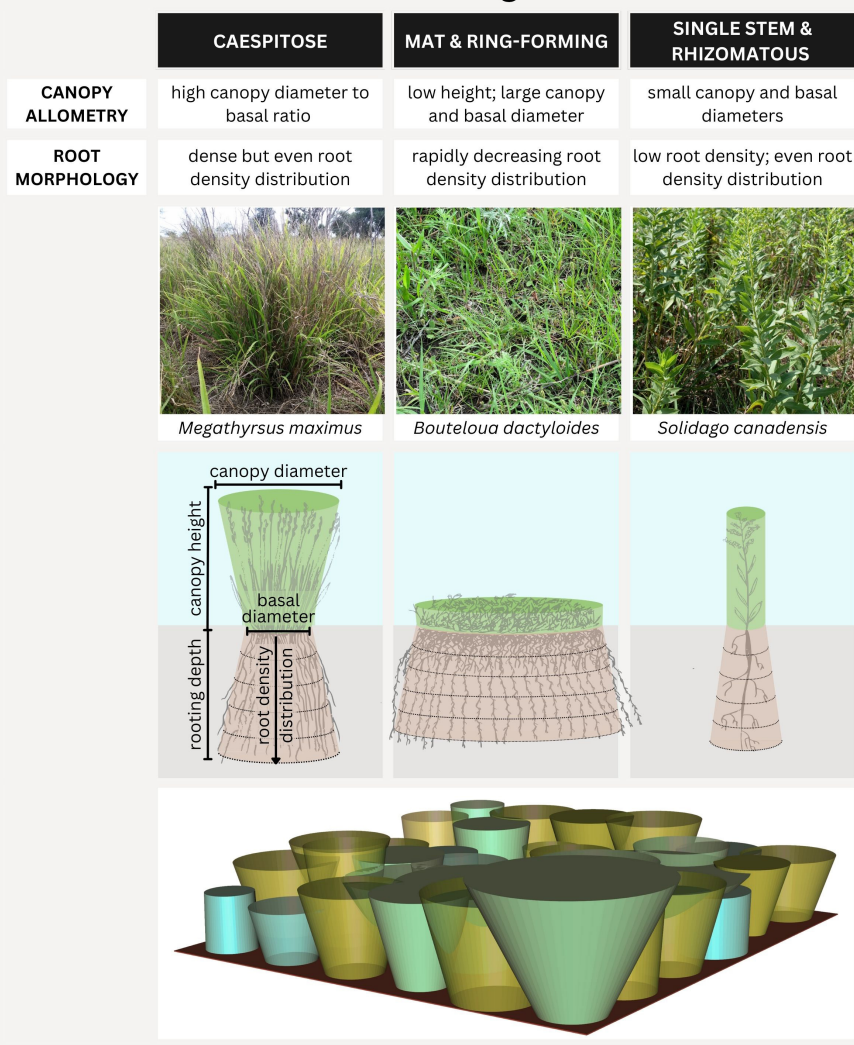 CAESPITOSE
MAT & RING-FORMING
SINGLE STEM &
RHIZOMATOUS
CANOPY
ALLOMETRY
high canopy diameter to
basal ratio
low height; large canopy
and basal diameter
small canopy and basal
diameters
ROOT
MORPHOLOGY
dense but even root
density distribution
rapidly decreasing root
density distribution
low root density; even root
density distribution
Megathyrsus maximus
Bouteloua dactyloides
Solidago canadensis
canopy diameter
canopy height
basal
diameter
rooting depth
root density
distribution